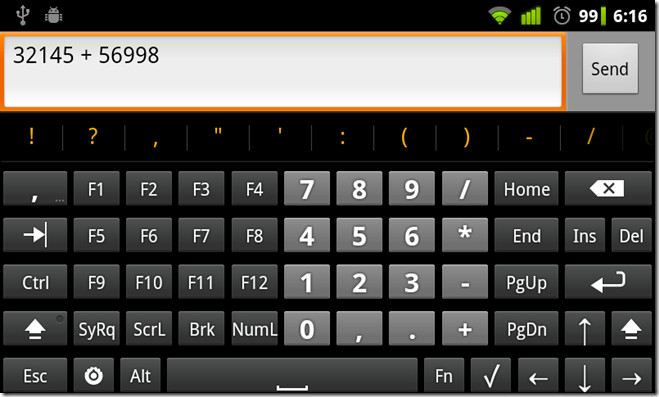 99 6:16
32145 + 56998
Send
! ? , " ' : ( ) - /
, ... F1 F2 F3 F4 7 8 9 / Home
F5 F6 F7 F8 4 5 6 * End Ins Del
Ctrl F9 F10 F11 F12 1 2 3 - PgUp
SyRq ScrL Brk NumL 0 , . + PgDn ↑
Esc Alt Fn √ ← ↓ →